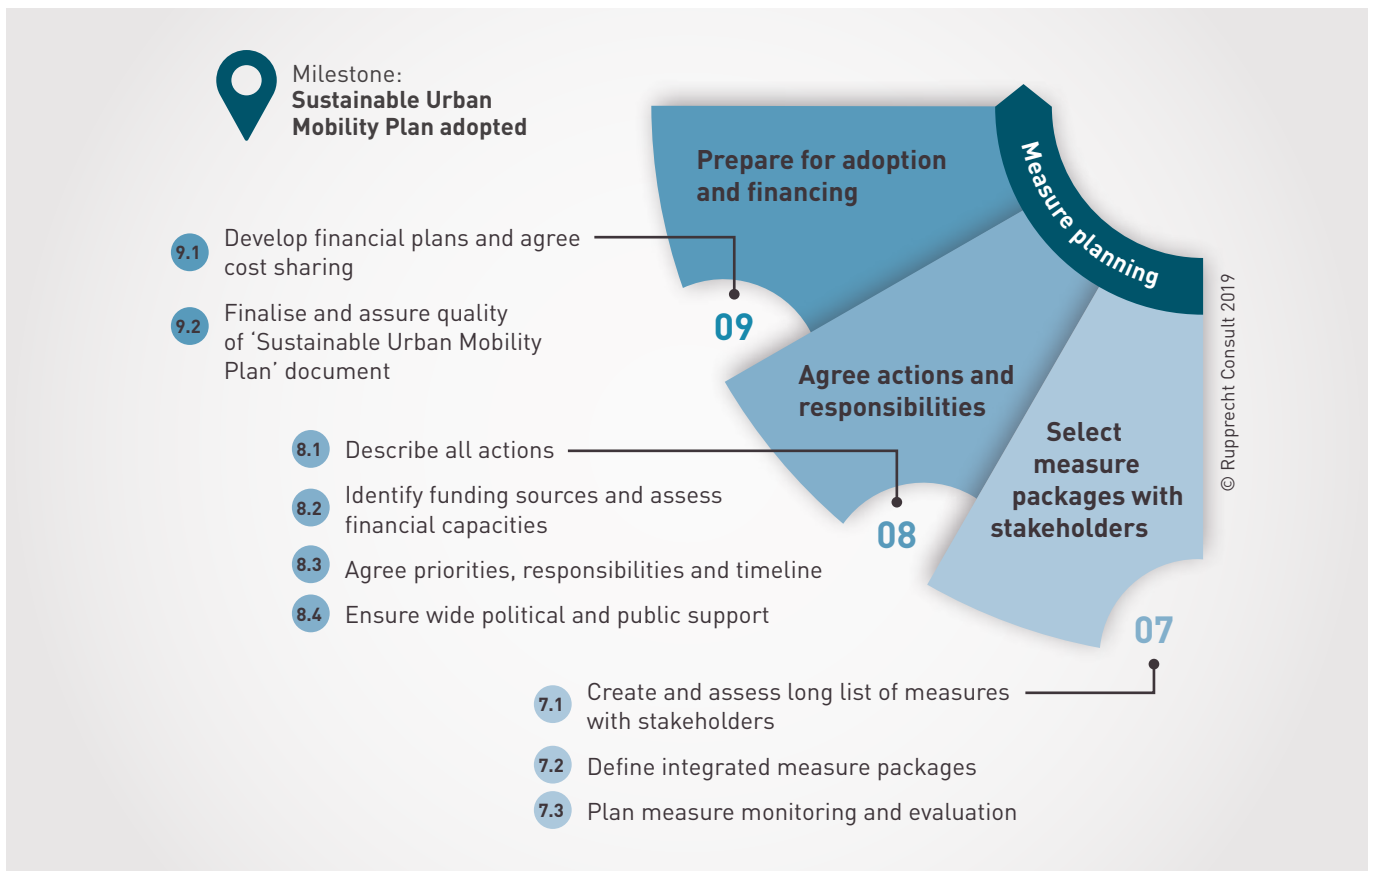 Milestone:
Sustainable Urban
Mobility Plan adopted
Prepare for adoption
and financing
Measure planning
9.1
Develop financial plans and agree
cost sharing
9.2
Finalise and assure quality
of ‘Sustainable Urban Mobility
Plan’ document
09
Agree actions and
responsibilities
8.1
Describe all actions
8.2
Identify funding sources and assess
financial capacities
8.3
Agree priorities, responsibilities and timeline
8.4
Ensure wide political and public support
08
Select
measure
packages with
stakeholders
07
7.1
Create and assess long list of measures
with stakeholders
7.2
Define integrated measure packages
7.3
Plan measure monitoring and evaluation
© Rupprecht Consult 2019